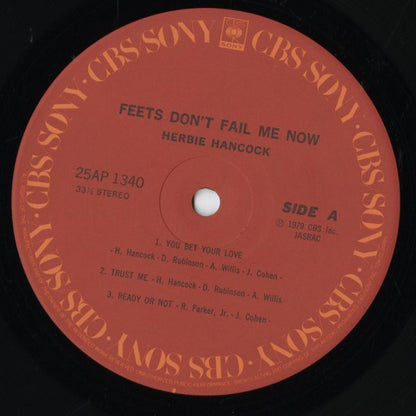 CBS SONY · CBS SONY · CBS SONY · CBS SONY · CBS SONY · CBS SONY
SONY
FEETS DON'T FAIL ME NOW
HERBIE HANCOCK
25AP 1340
33⅓ STEREO
SIDE A
Ⓟ 1979 CBS Inc.
JASRAC
1. YOU BET YOUR LOVE
- H. Hancock - D. Rubinson - A. Willis - J. Cohen -
2. TRUST ME - H. Hancock - D. Rubinson - A. Willis
3. READY OR NOT - R. Parker, Jr. - J. Cohen -